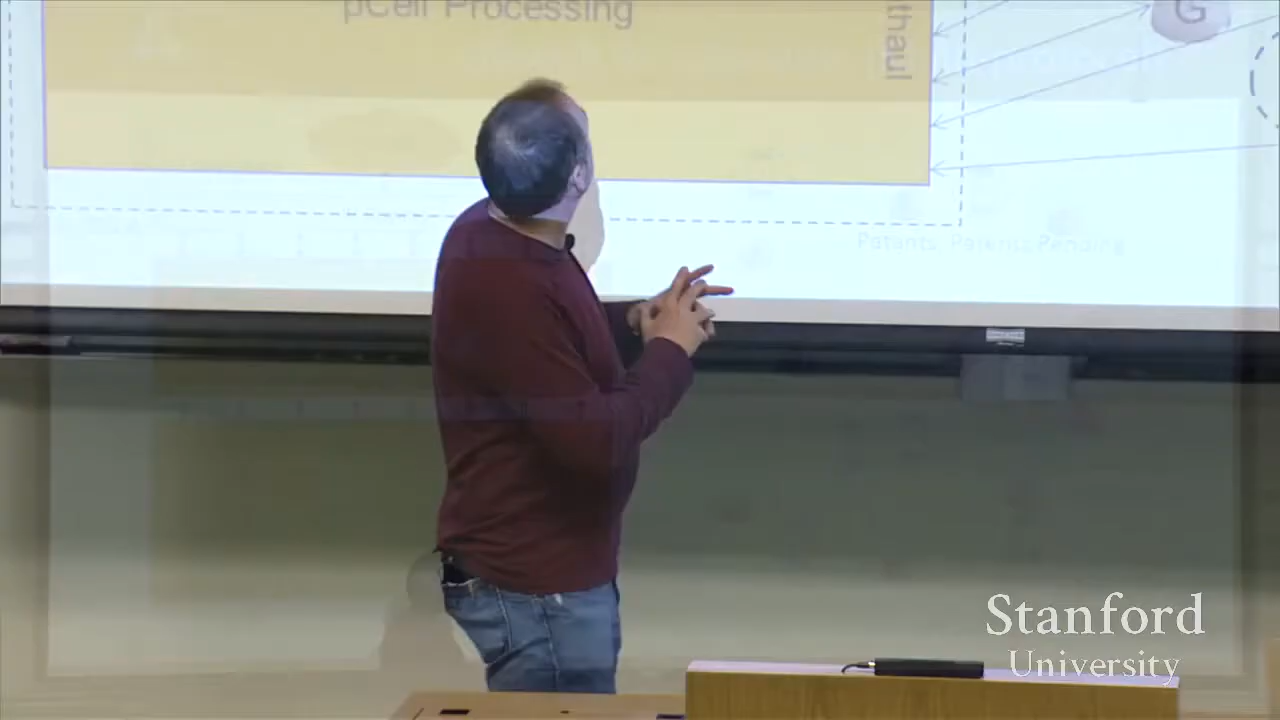 pCell Processing
thaul
G
Patents, Patents Pending
Stanford
University